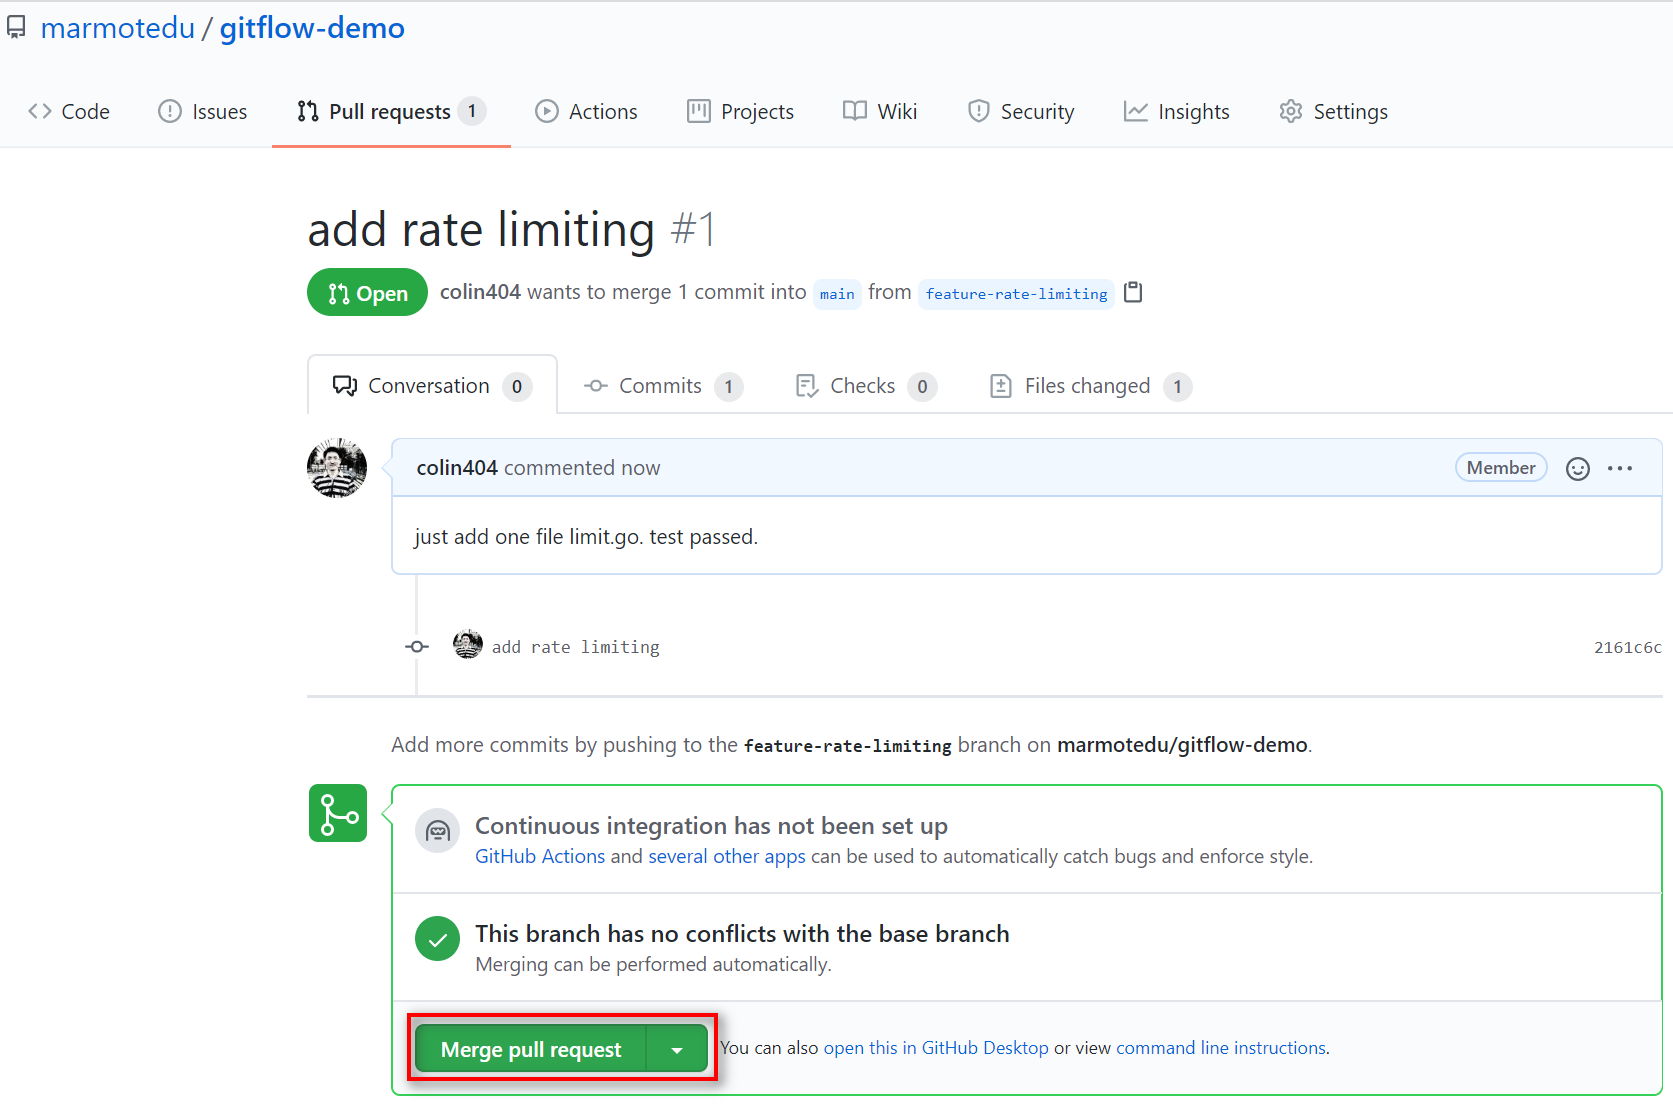 marmotedu / gitflow-demo
Code Issues Pull requests 1 Actions Projects Wiki Security Insights Settings
add rate limiting #1
Open colin404 wants to merge 1 commit into main from feature-rate-limiting
Conversation 0 Commits 1 Checks 0 Files changed 1
colin404 commented now Member
just add one file limit.go. test passed.
add rate limiting 2161c6c
Add more commits by pushing to the feature-rate-limiting branch on marmotedu/gitflow-demo.
Continuous integration has not been set up
GitHub Actions and several other apps can be used to automatically catch bugs and enforce style.
This branch has no conflicts with the base branch
Merging can be performed automatically.
Merge pull request You can also open this in GitHub Desktop or view command line instructions.